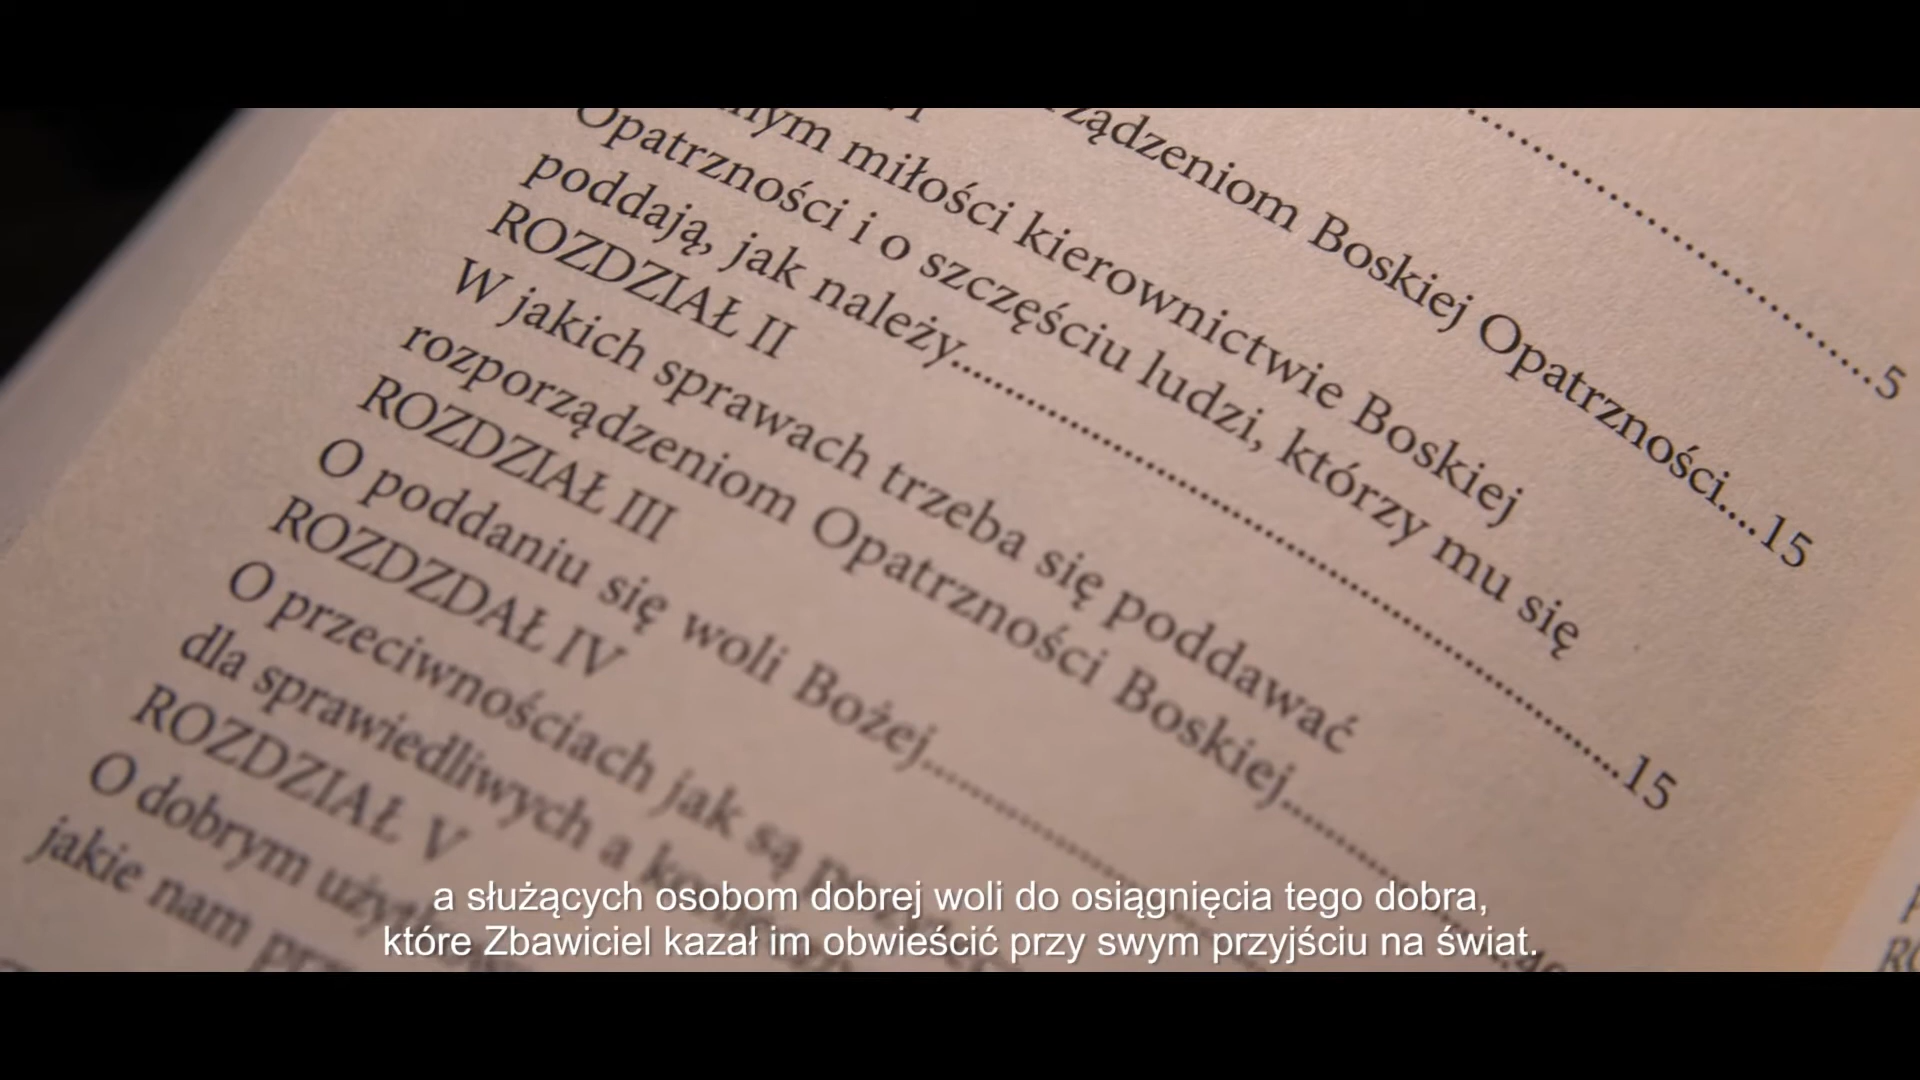 .....5
rządzeniom Boskiej Opatrzności....15
miłości kierownictwie Boskiej
Opatrzności i o szczęściu ludzi, którzy mu się
poddają, jak należy.....15
ROZDZIAŁ II
W jakich sprawach trzeba się poddawać
rozporządzeniom Opatrzności Boskiej.....
ROZDZIAŁ III
O poddaniu się woli Bożej.....
ROZDZDAŁ IV
O przeciwnościach jak są
dla sprawiedliwych a
ROZDZIAŁ V
O dobrym
jakie nam
a służących osobom dobrej woli do osiągnięcia tego dobra,
które Zbawiciel kazał im obwieścić przy swym przyjściu na świat.